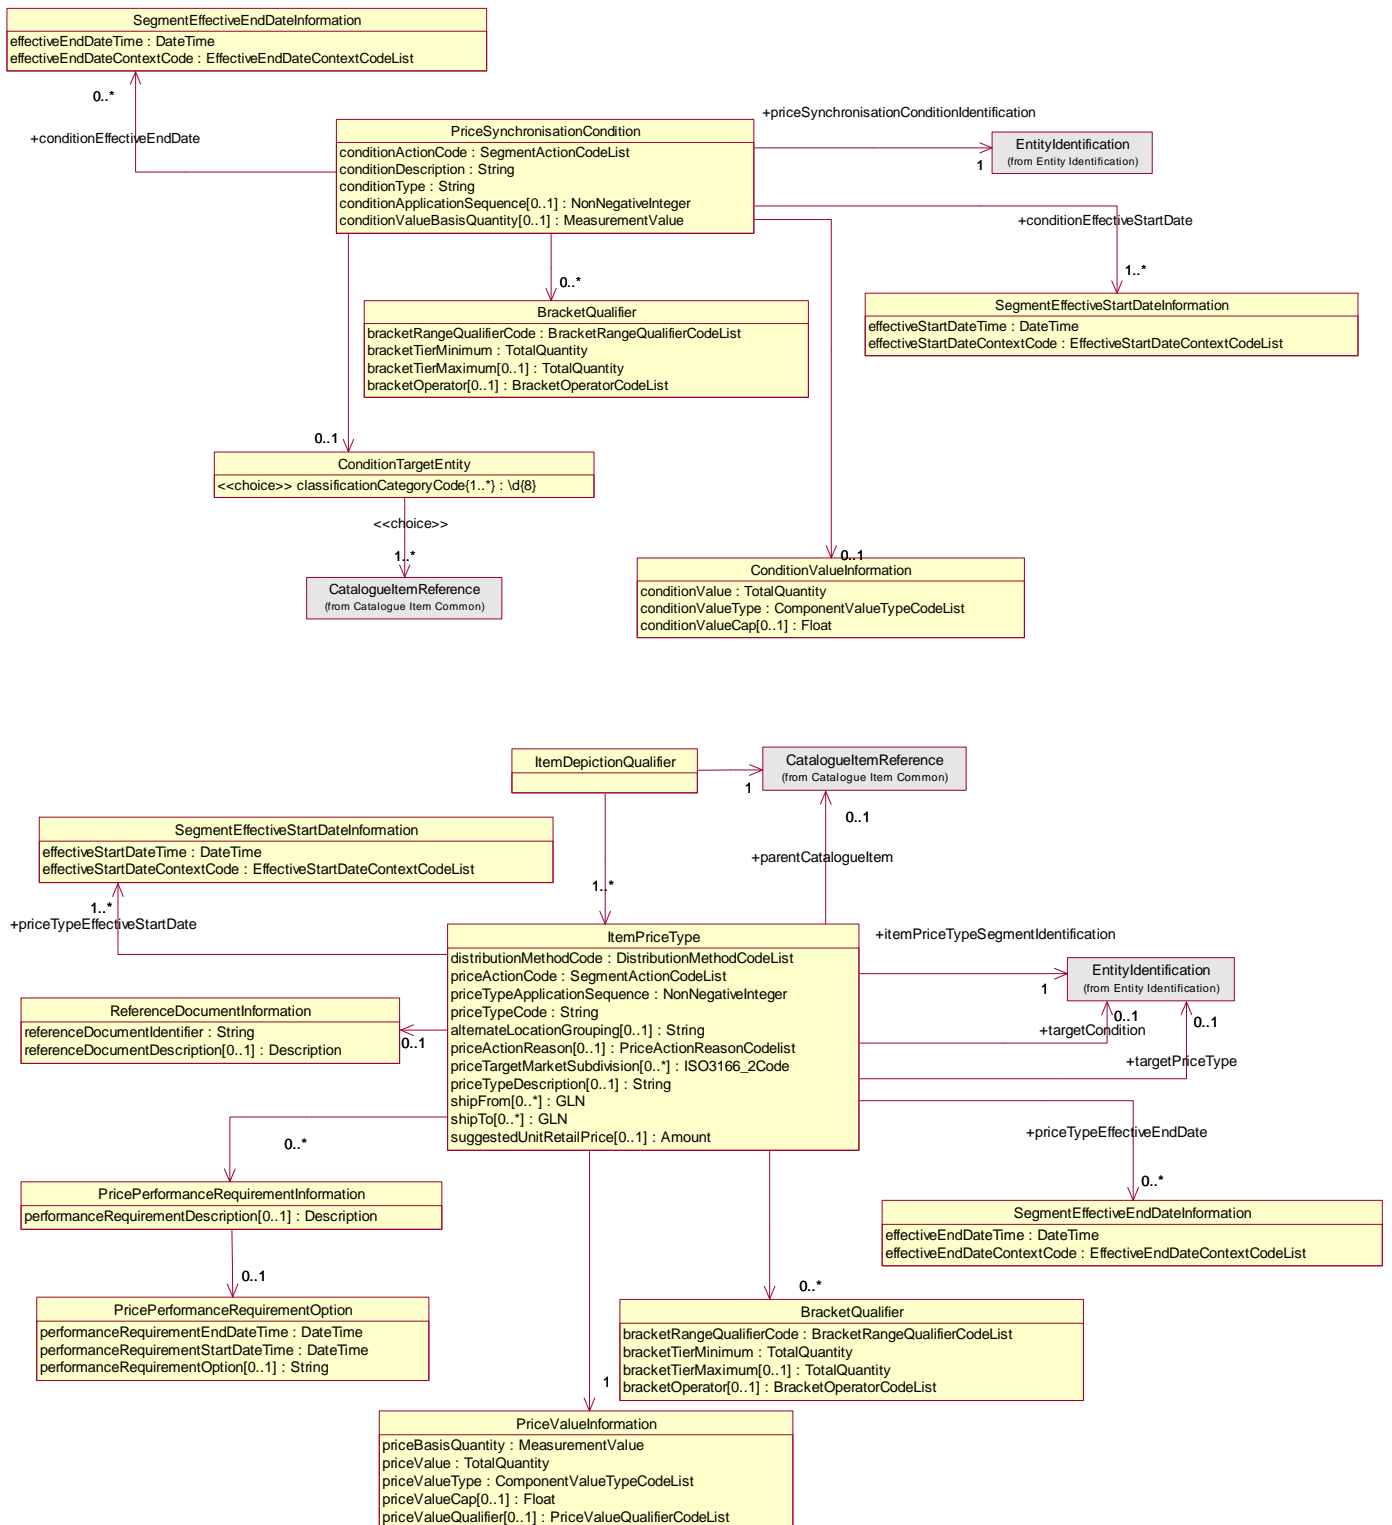 SegmentEffectiveEndDateInformation
effectiveEndDateTime : DateTime
effectiveEndDateContextCode : EffectiveEndDateContextCodeList
0..*
+conditionEffectiveEndDate
PriceSynchronisationCondition
conditionActionCode : SegmentActionCodeList
conditionDescription : String
conditionType : String
conditionApplicationSequence[0..1] : NonNegativeInteger
conditionValueBasisQuantity[0..1] : MeasurementValue
+priceSynchronisationConditionIdentification
EntityIdentification
(from Entity Identification)
1
+conditionEffectiveStartDate
1..*
SegmentEffectiveStartDateInformation
effectiveStartDateTime : DateTime
effectiveStartDateContextCode : EffectiveStartDateContextCodeList
0..*
BracketQualifier
bracketRangeQualifierCode : BracketRangeQualifierCodeList
bracketTierMinimum : TotalQuantity
bracketTierMaximum[0..1] : TotalQuantity
bracketOperator[0..1] : BracketOperatorCodeList
0..1
ConditionTargetEntity
<<choice>> classificationCategoryCode{1..*} : \d{8}
<<choice>>
1..*
CatalogueItemReference
(from Catalogue Item Common)
0..1
ConditionValueInformation
conditionValue : TotalQuantity
conditionValueType : ComponentValueTypeCodeList
conditionValueCap[0..1] : Float
ItemDepictionQualifier
1
CatalogueItemReference
(from Catalogue Item Common)
0..1
+parentCatalogueItem
1..*
SegmentEffectiveStartDateInformation
effectiveStartDateTime : DateTime
effectiveStartDateContextCode : EffectiveStartDateContextCodeList
1..*
+priceTypeEffectiveStartDate
ItemPriceType
distributionMethodCode : DistributionMethodCodeList
priceActionCode : SegmentActionCodeList
priceTypeApplicationSequence : NonNegativeInteger
priceTypeCode : String
alternateLocationGrouping[0..1] : String
priceActionReason[0..1] : PriceActionReasonCodelist
priceTargetMarketSubdivision[0..*] : ISO3166_2Code
priceTypeDescription[0..1] : String
shipFrom[0..*] : GLN
shipTo[0..*] : GLN
suggestedUnitRetailPrice[0..1] : Amount
+itemPriceTypeSegmentIdentification
EntityIdentification
(from Entity Identification)
1
0..1
+targetCondition
0..1
+targetPriceType
ReferenceDocumentInformation
referenceDocumentIdentifier : String
referenceDocumentDescription[0..1] : Description
0..1
0..*
PricePerformanceRequirementInformation
performanceRequirementDescription[0..1] : Description
0..1
PricePerformanceRequirementOption
performanceRequirementEndDateTime : DateTime
performanceRequirementStartDateTime : DateTime
performanceRequirementOption[0..1] : String
+priceTypeEffectiveEndDate
0..*
SegmentEffectiveEndDateInformation
effectiveEndDateTime : DateTime
effectiveEndDateContextCode : EffectiveEndDateContextCodeList
0..*
BracketQualifier
bracketRangeQualifierCode : BracketRangeQualifierCodeList
bracketTierMinimum : TotalQuantity
bracketTierMaximum[0..1] : TotalQuantity
bracketOperator[0..1] : BracketOperatorCodeList
1
PriceValueInformation
priceBasisQuantity : MeasurementValue
priceValue : TotalQuantity
priceValueType : ComponentValueTypeCodeList
priceValueCap[0..1] : Float
priceValueQualifier[0..1] : PriceValueQualifierCodeList